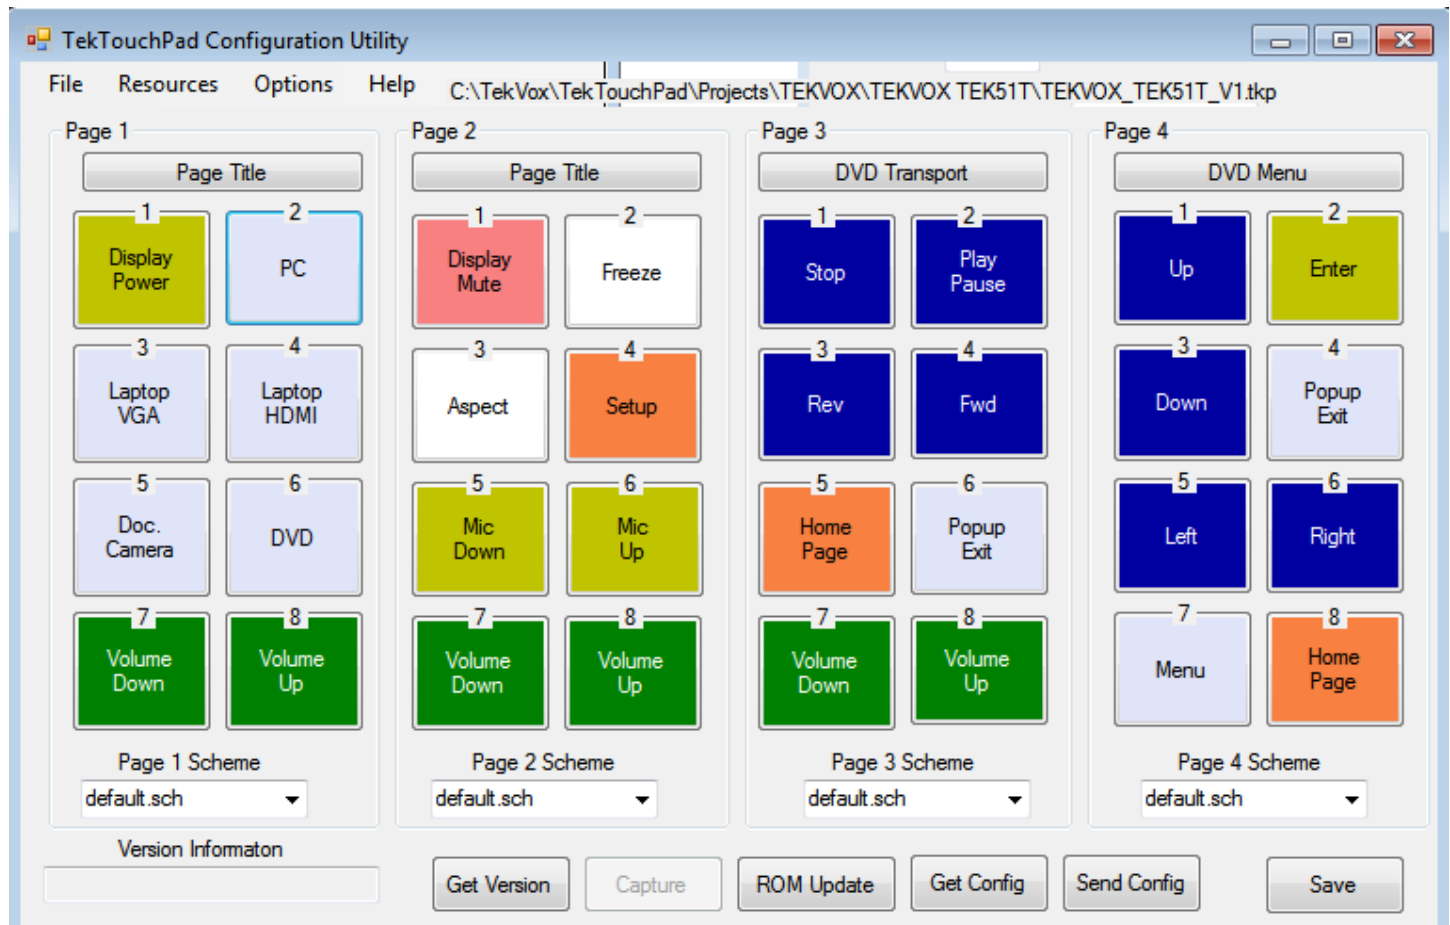 TekTouchPad Configuration Utility
File Resources Options Help C:\TekVox\TekTouchPad\Projects\TEKVOX\TEKVOX TEK51T\TEKVOX_TEK51T_V1.tkp
Page 1
Page Title
1
Display
Power
2
PC
3
Laptop
VGA
4
Laptop
HDMI
5
Doc.
Camera
6
DVD
7
Volume
Down
8
Volume
Up
Page 1 Scheme
default.sch
Page 2
Page Title
1
Display
Mute
2
Freeze
3
Aspect
4
Setup
5
Mic
Down
6
Mic
Up
7
Volume
Down
8
Volume
Up
Page 2 Scheme
default.sch
Page 3
DVD Transport
1
Stop
2
Play
Pause
3
Rev
4
Fwd
5
Home
Page
6
Popup
Exit
7
Volume
Down
8
Volume
Up
Page 3 Scheme
default.sch
Page 4
DVD Menu
1
Up
2
Enter
3
Down
4
Popup
Exit
5
Left
6
Right
7
Menu
8
Home
Page
Page 4 Scheme
default.sch
Version Informaton
Get Version Capture ROM Update Get Config Send Config Save